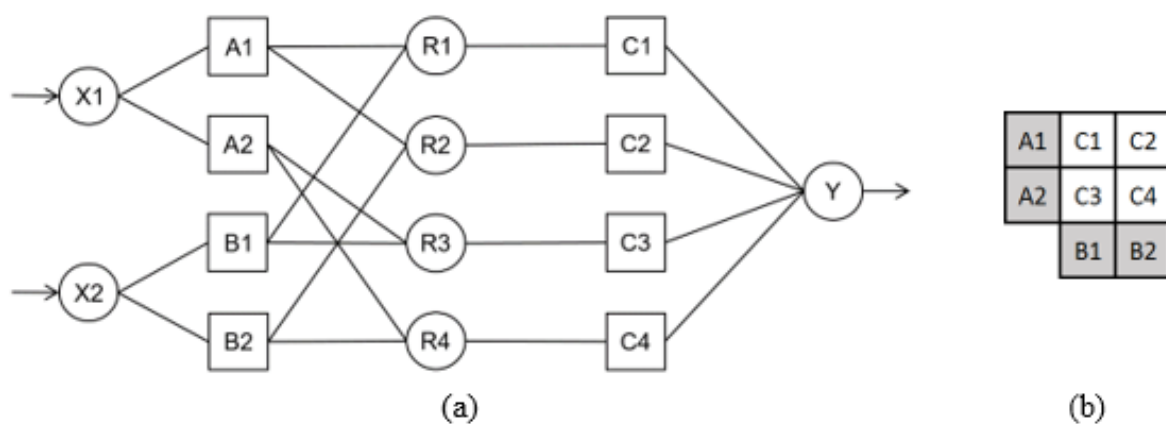 A1 R1 C1
X1
A2 R2 C2
Y
B1 R3 C3
X2
B2 R4 C4
(a)
A1 C1 C2
A2 C3 C4
B1 B2
(b)